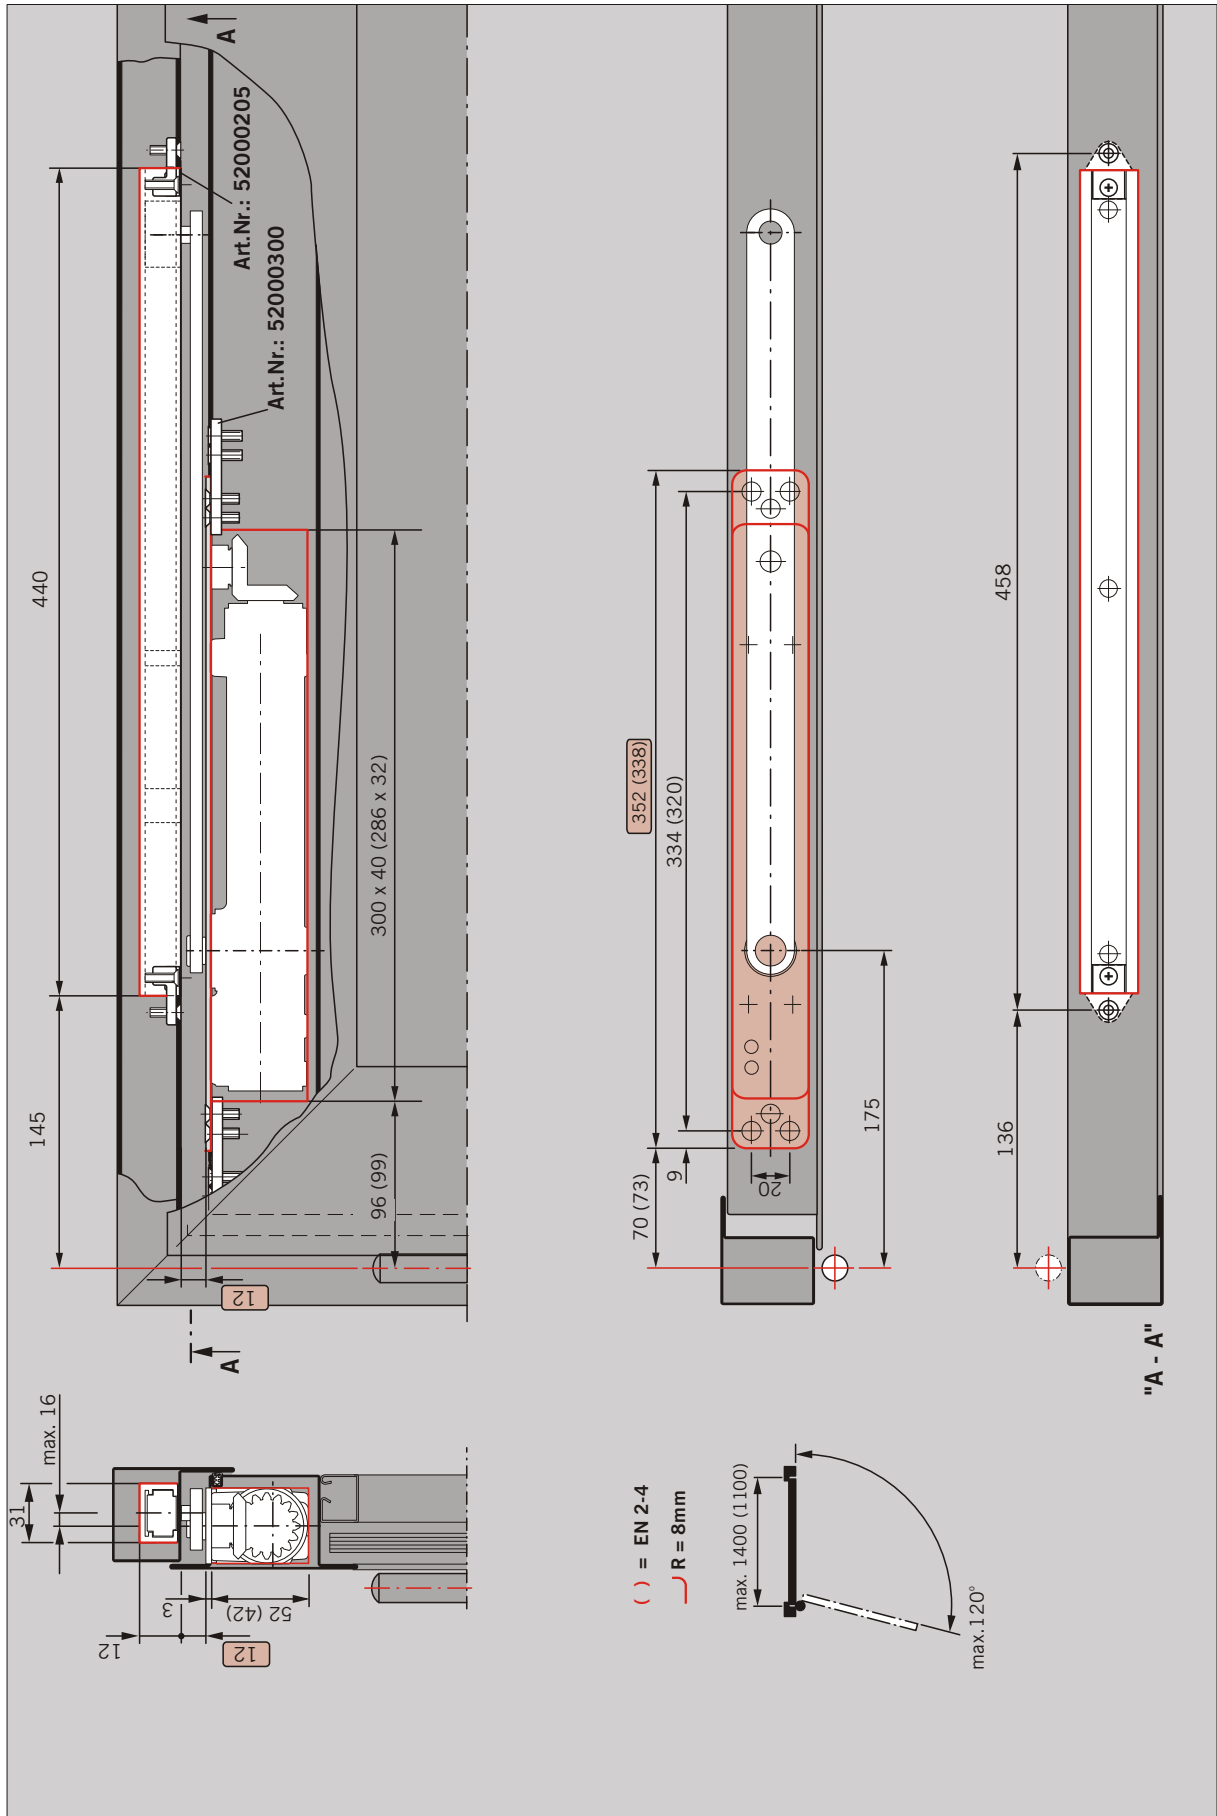 A
Art.Nr.: 52000205
Art.Nr.: 52000300
440
145
300 x 40 (286 x 32)
96 (99)
12
A
352 (338)
334 (320)
70 (73)
9
20
175
458
136
"A - A"
max. 16
31
12
12
3
52 (42)
( ) = EN 2-4
R = 8mm
max. 1400 (1100)
max.120°